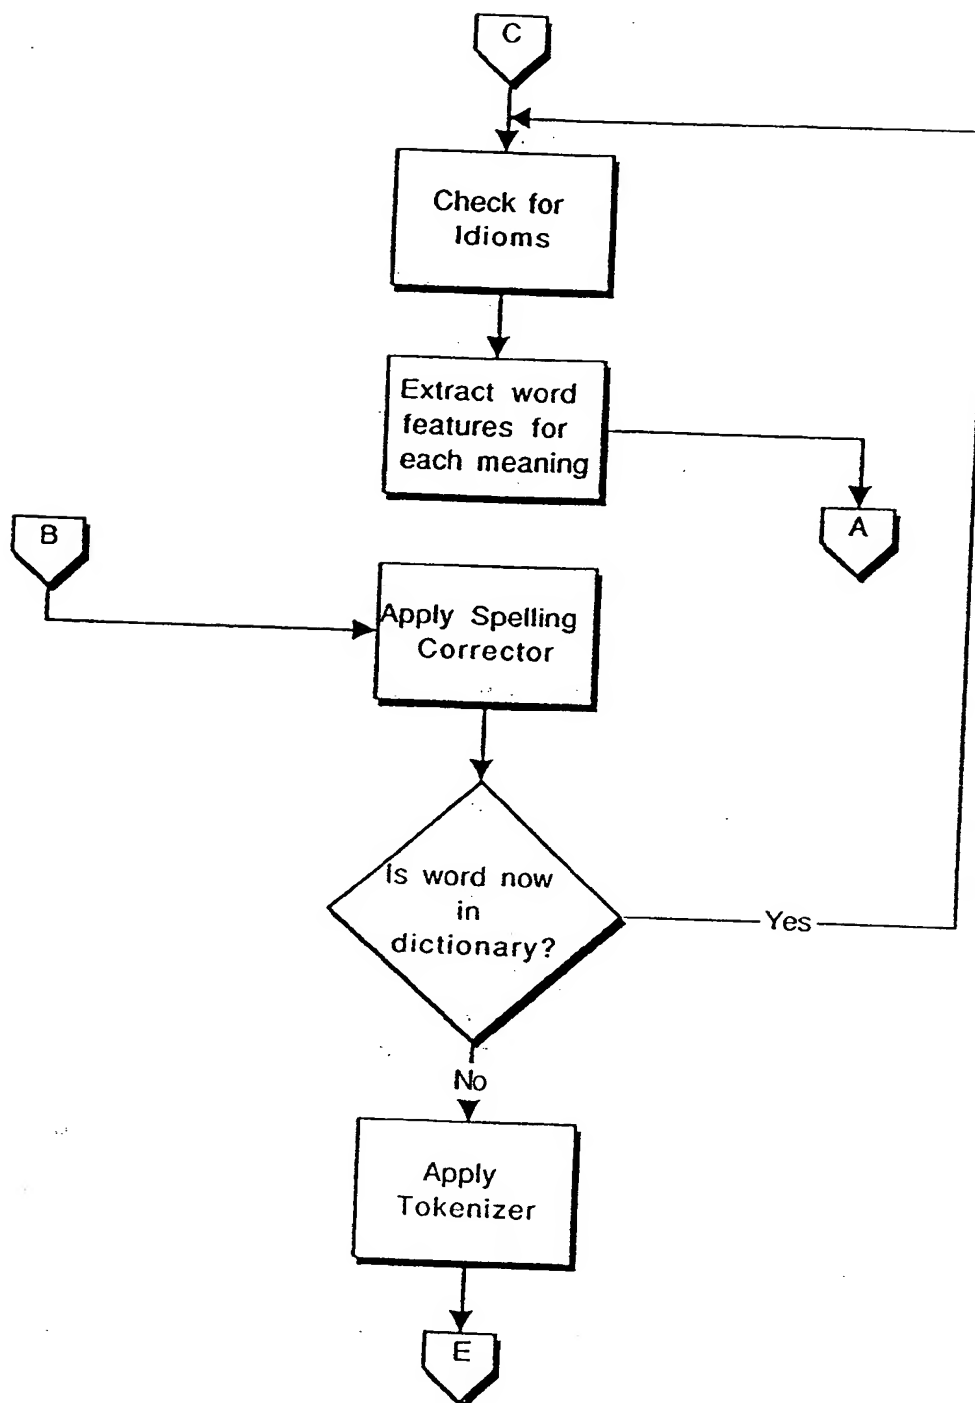 C
Check for
Idioms
Extract word
features for
each meaning
A
B
Apply Spelling
Corrector
Is word now
in
dictionary?
Yes
No
Apply
Tokenizer
E